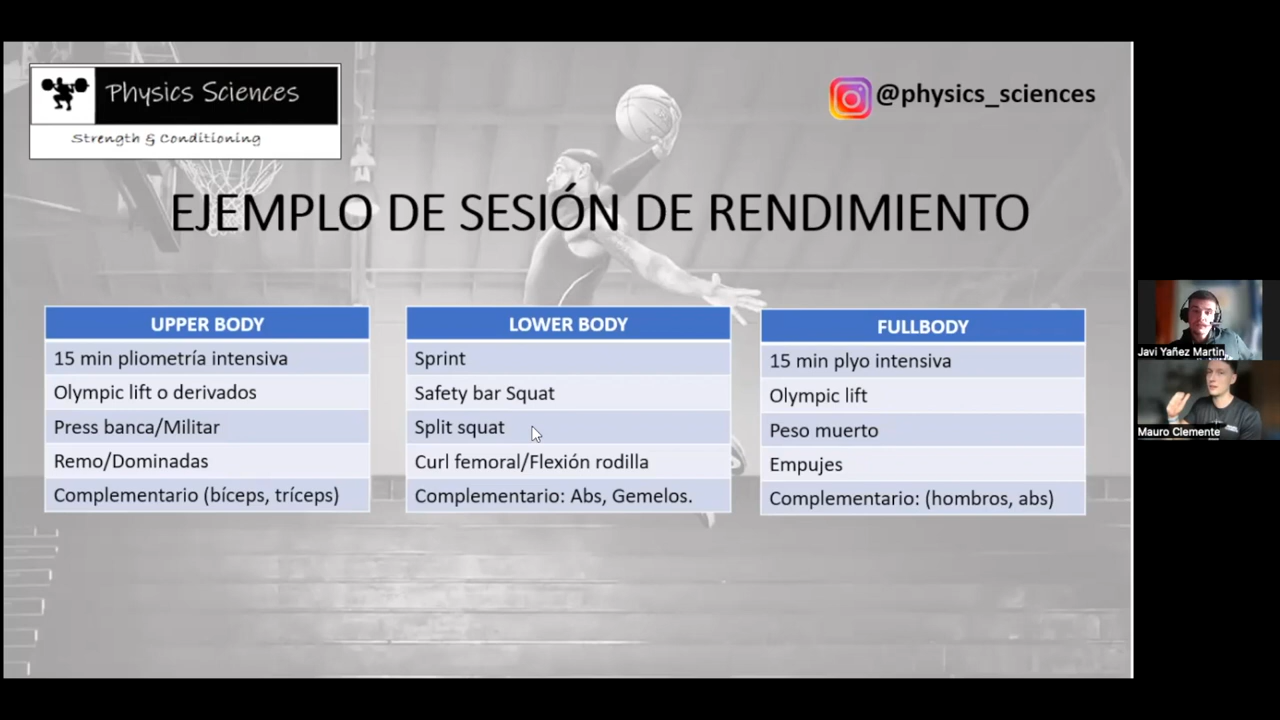 Physics Sciences
Strength & Conditioning
@physics_sciences
EJEMPLO DE SESIÓN DE RENDIMIENTO
UPPER BODY
15 min pliometría intensiva
Olympic lift o derivados
Press banca/Militar
Remo/Dominadas
Complementario (bíceps, tríceps)
LOWER BODY
Sprint
Safety bar Squat
Split squat
Curl femoral/Flexión rodilla
Complementario: Abs, Gemelos.
FULLBODY
15 min plyo intensiva
Olympic lift
Peso muerto
Empujes
Complementario: (hombros, abs)
Javi Yañez Martin
Mauro Clemente